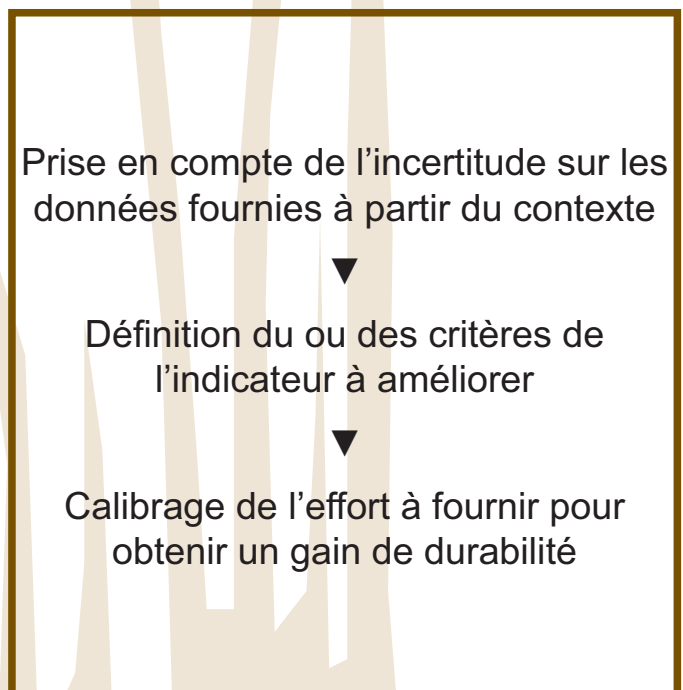 Prise en compte de l’incertitude sur les
données fournies à partir du contexte
▼
Définition du ou des critères de
l’indicateur à améliorer
▼
Calibrage de l’effort à fournir pour
obtenir un gain de durabilité